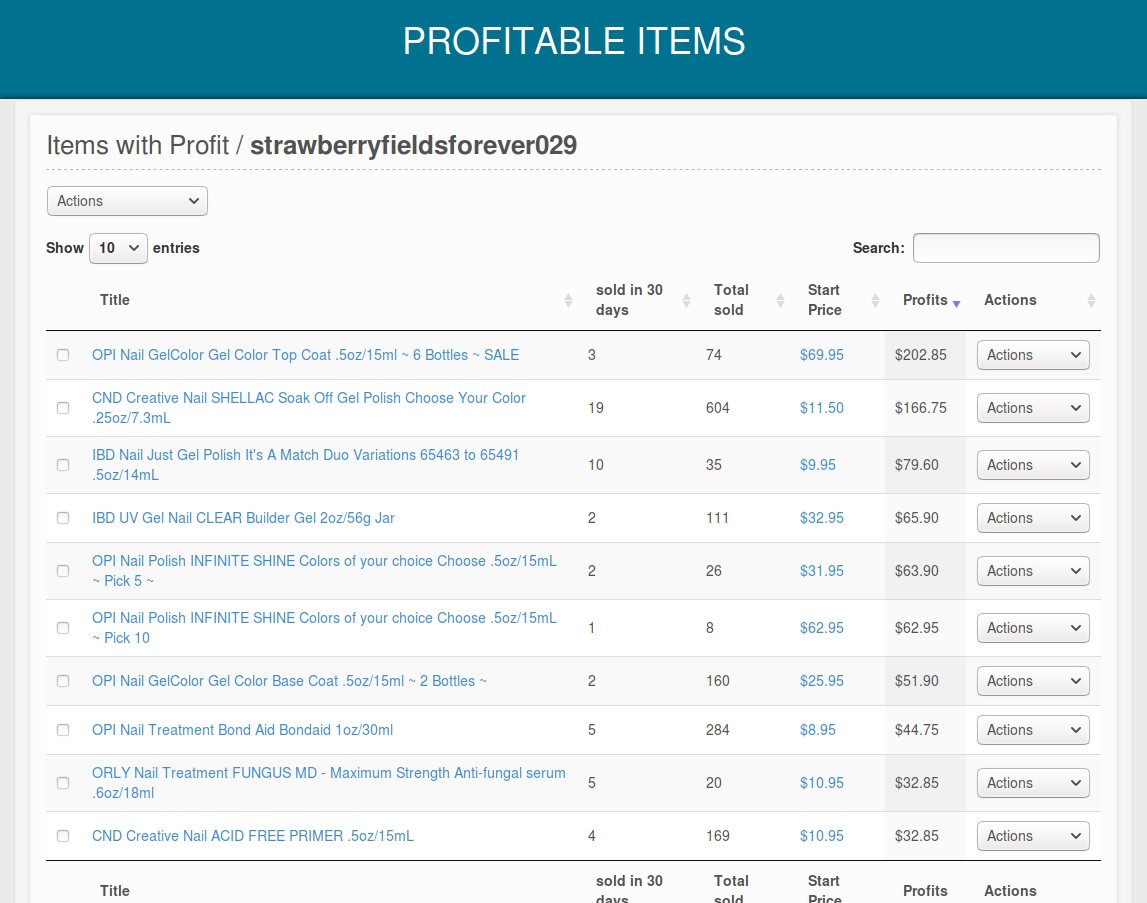 PROFITABLE ITEMS
Items with Profit / strawberryfieldsforever029
Actions
Show 10 entries
Search:
Title
sold in 30
days
Total
sold
Start
Price
Profits
Actions
OPI Nail GelColor Gel Color Top Coat .5oz/15ml ~ 6 Bottles ~ SALE 3 74 $69.95 $202.85 Actions
CND Creative Nail SHELLAC Soak Off Gel Polish Choose Your Color
.25oz/7.3mL 19 604 $11.50 $166.75 Actions
IBD Nail Just Gel Polish It's A Match Duo Variations 65463 to 65491
.5oz/14mL 10 35 $9.95 $79.60 Actions
IBD UV Gel Nail CLEAR Builder Gel 2oz/56g Jar 2 111 $32.95 $65.90 Actions
OPI Nail Polish INFINITE SHINE Colors of your choice Choose .5oz/15mL
~ Pick 5 ~ 2 26 $31.95 $63.90 Actions
OPI Nail Polish INFINITE SHINE Colors of your choice Choose .5oz/15mL
~ Pick 10 1 8 $62.95 $62.95 Actions
OPI Nail GelColor Gel Color Base Coat .5oz/15ml ~ 2 Bottles ~ 2 160 $25.95 $51.90 Actions
OPI Nail Treatment Bond Aid Bondaid 1oz/30ml 5 284 $8.95 $44.75 Actions
ORLY Nail Treatment FUNGUS MD - Maximum Strength Anti-fungal serum
.6oz/18ml 5 20 $10.95 $32.85 Actions
CND Creative Nail ACID FREE PRIMER .5oz/15mL 4 169 $10.95 $32.85 Actions
Title
sold in 30
days
Total
sold
Start
Price
Profits
Actions